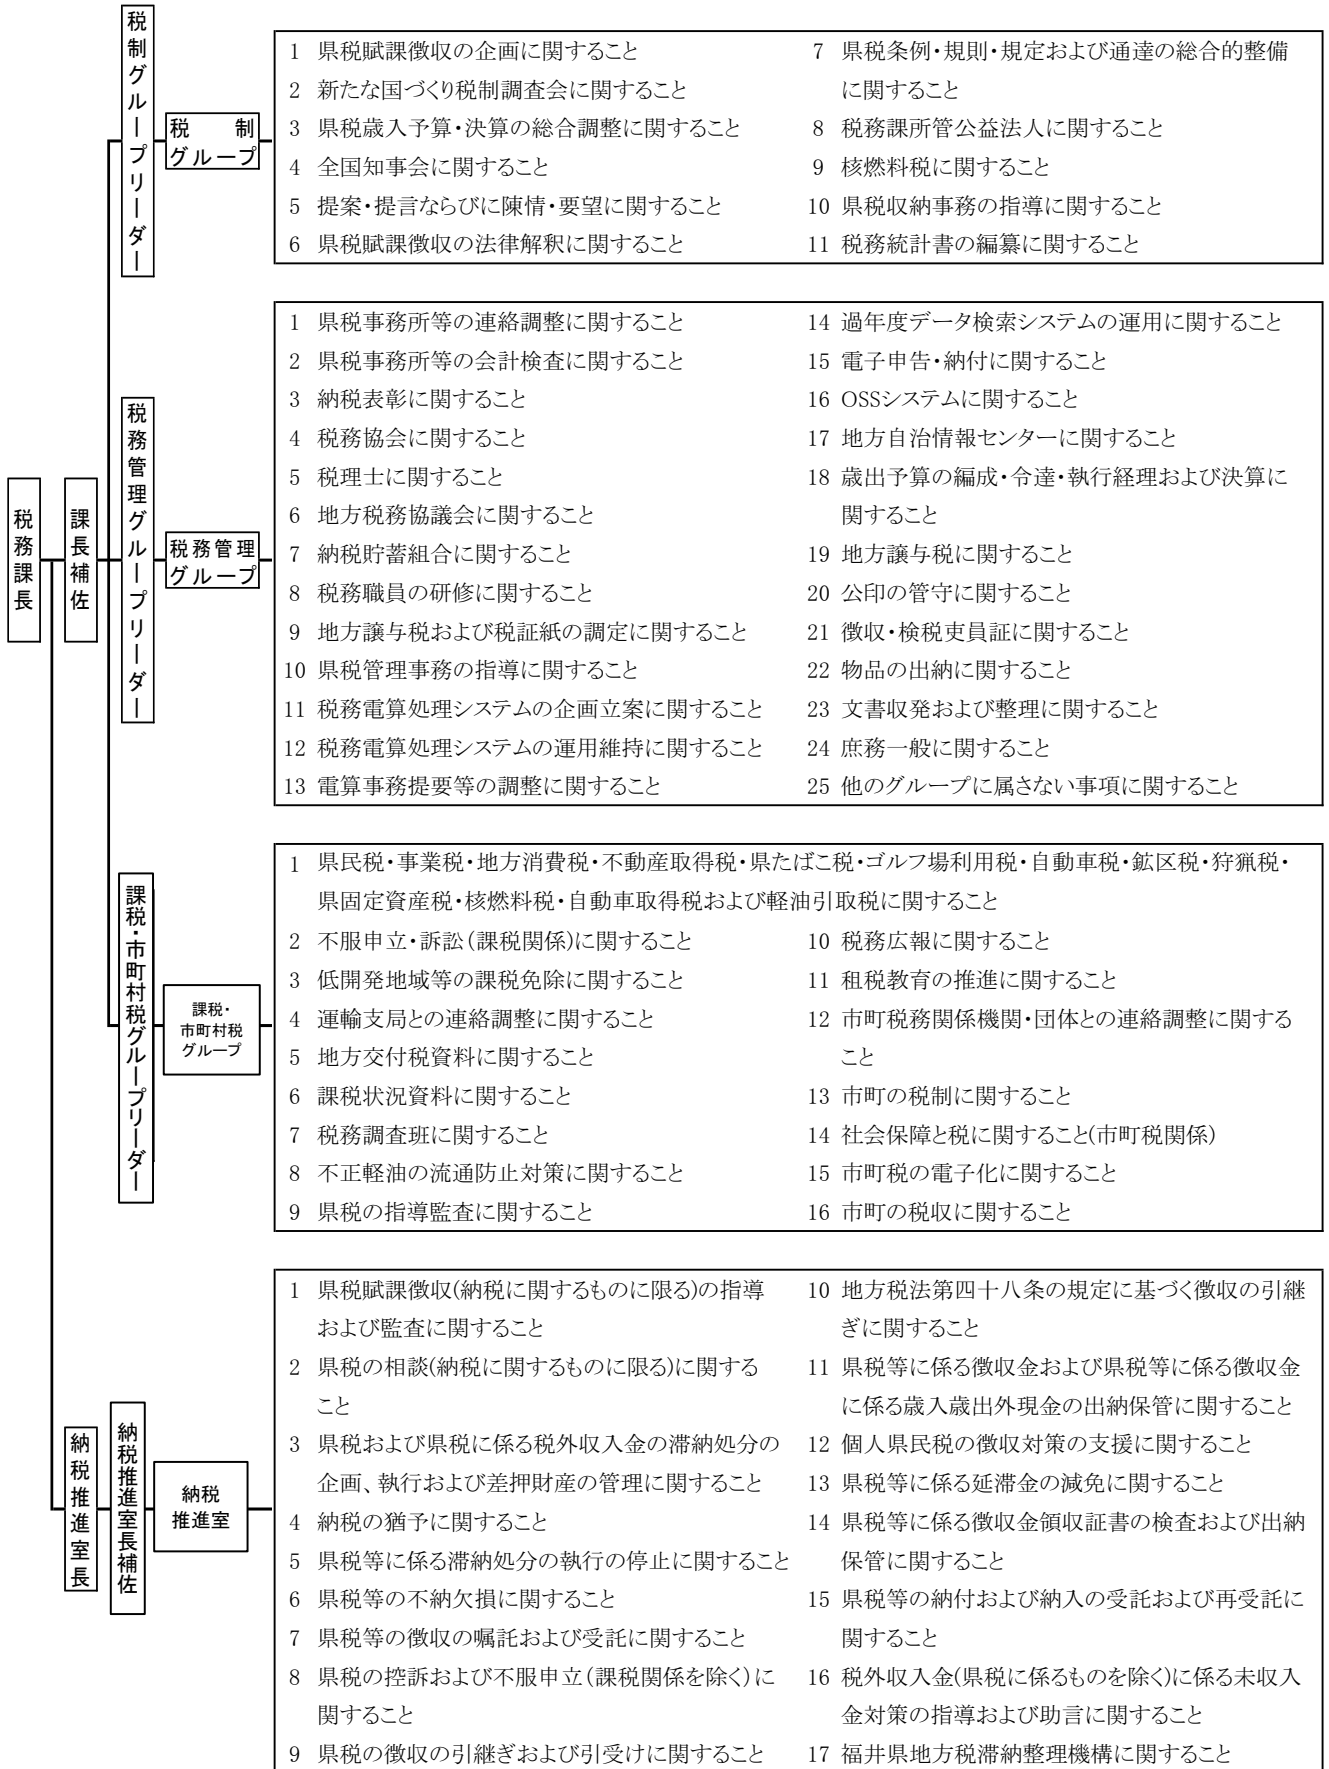 税務課長
課長補佐
税制グループリーダー
税　制
グループ
1 県税賦課徴収の企画に関すること
2 新たな国づくり税制調査会に関すること
3 県税歳入予算・決算の総合調整に関すること
4 全国知事会に関すること
5 提案・提言ならびに陳情・要望に関すること
6 県税賦課徴収の法律解釈に関すること
7 県税条例・規則・規定および通達の総合的整備
に関すること
8 税務課所管公益法人に関すること
9 核燃料税に関すること
10 県税収納事務の指導に関すること
11 税務統計書の編纂に関すること
税務管理グループリーダー
税務管理
グループ
1 県税事務所等の連絡調整に関すること
2 県税事務所等の会計検査に関すること
3 納税表彰に関すること
4 税務協会に関すること
5 税理士に関すること
6 地方税務協議会に関すること
7 納税貯蓄組合に関すること
8 税務職員の研修に関すること
9 地方譲与税および税証紙の調定に関すること
10 県税管理事務の指導に関すること
11 税務電算処理システムの企画立案に関すること
12 税務電算処理システムの運用維持に関すること
13 電算事務提要等の調整に関すること
14 過年度データ検索システムの運用に関すること
15 電子申告・納付に関すること
16 OSSシステムに関すること
17 地方自治情報センターに関すること
18 歳出予算の編成・令達・執行経理および決算に
関すること
19 地方譲与税に関すること
20 公印の管守に関すること
21 徴収・検税吏員証に関すること
22 物品の出納に関すること
23 文書収発および整理に関すること
24 庶務一般に関すること
25 他のグループに属さない事項に関すること
課税・市町村税グループリーダー
課税・
市町村税
グループ
1 県民税・事業税・地方消費税・不動産取得税・県たばこ税・ゴルフ場利用税・自動車税・鉱区税・狩猟税・
県固定資産税・核燃料税・自動車取得税および軽油引取税に関すること
2 不服申立・訴訟（課税関係）に関すること
3 低開発地域等の課税免除に関すること
4 運輸支局との連絡調整に関すること
5 地方交付税資料に関すること
6 課税状況資料に関すること
7 税務調査班に関すること
8 不正軽油の流通防止対策に関すること
9 県税の指導監査に関すること
10 税務広報に関すること
11 租税教育の推進に関すること
12 市町税務関係機関・団体との連絡調整に関する
こと
13 市町の税制に関すること
14 社会保障と税に関すること(市町税関係)
15 市町税の電子化に関すること
16 市町の税収に関すること
納税推進室長
納税推進室長補佐
納税
推進室
1 県税賦課徴収(納税に関するものに限る)の指導
および監査に関すること
2 県税の相談(納税に関するものに限る)に関する
こと
3 県税および県税に係る税外収入金の滞納処分の
企画、執行および差押財産の管理に関すること
4 納税の猶予に関すること
5 県税等に係る滞納処分の執行の停止に関すること
6 県税等の不納欠損に関すること
7 県税等の徴収の嘱託および受託に関すること
8 県税の控訴および不服申立（課税関係を除く）に
関すること
9 県税の徴収の引継ぎおよび引受けに関すること
10 地方税法第四十八条の規定に基づく徴収の引継
ぎに関すること
11 県税等に係る徴収金および県税等に係る徴収金
に係る歳入歳出外現金の出納保管に関すること
12 個人県民税の徴収対策の支援に関すること
13 県税等に係る延滞金の減免に関すること
14 県税等に係る徴収金領収証書の検査および出納
保管に関すること
15 県税等の納付および納入の受託および再受託に
関すること
16 税外収入金(県税に係るものを除く)に係る未収入
金対策の指導および助言に関すること
17 福井県地方税滞納整理機構に関すること